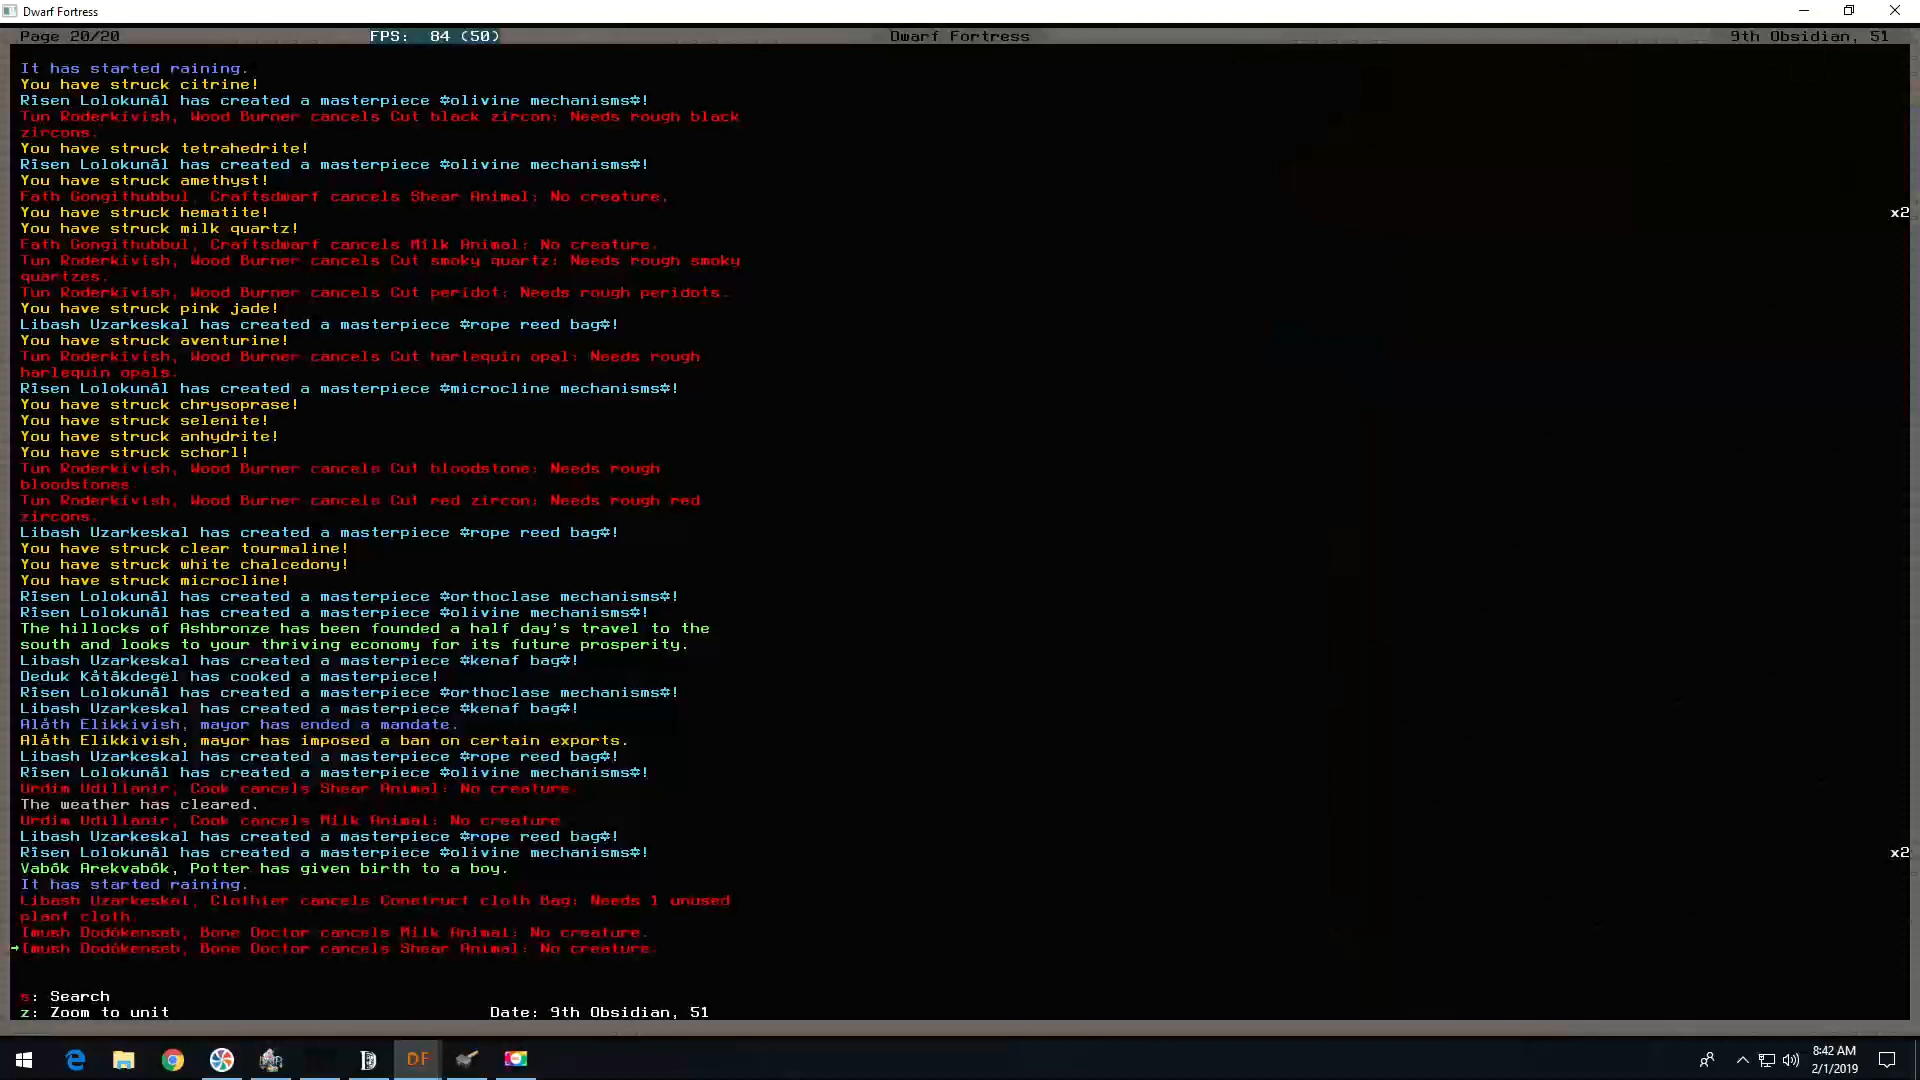 Dwarf Fortress
Page 20/20 FPS: 84 (50) Dwarf Fortress 9th Obsidian, 51
It has started raining.
You have struck citrine!
Rîsen Lolokunâl has created a masterpiece ☼olivine mechanisms☼!
Tun Roderkivish, Wood Burner cancels Cut black zircon: Needs rough black
zircons.
You have struck tetrahedrite!
Rîsen Lolokunâl has created a masterpiece ☼olivine mechanisms☼!
You have struck amethyst!
Fath Gongithubbul, Craftsdwarf cancels Shear Animal: No creature.
You have struck hematite! x2
You have struck milk quartz!
Fath Gongithubbul, Craftsdwarf cancels Milk Animal: No creature.
Tun Roderkivish, Wood Burner cancels Cut smoky quartz: Needs rough smoky
quartzes.
Tun Roderkivish, Wood Burner cancels Cut peridot: Needs rough peridots.
You have struck pink jade!
Libash Uzarkeskal has created a masterpiece ☼rope reed bag☼!
You have struck aventurine!
Tun Roderkivish, Wood Burner cancels Cut harlequin opal: Needs rough
harlequin opals.
Rîsen Lolokunâl has created a masterpiece ☼microcline mechanisms☼!
You have struck chrysoprase!
You have struck selenite!
You have struck anhydrite!
You have struck schorl!
Tun Roderkivish, Wood Burner cancels Cut bloodstone: Needs rough
bloodstones.
Tun Roderkivish, Wood Burner cancels Cut red zircon: Needs rough red
zircons.
Libash Uzarkeskal has created a masterpiece ☼rope reed bag☼!
You have struck clear tourmaline!
You have struck white chalcedony!
You have struck microcline!
Rîsen Lolokunâl has created a masterpiece ☼orthoclase mechanisms☼!
Rîsen Lolokunâl has created a masterpiece ☼olivine mechanisms☼!
The hillocks of Ashbronze has been founded a half day's travel to the
south and looks to your thriving economy for its future prosperity.
Libash Uzarkeskal has created a masterpiece ☼kenaf bag☼!
Deduk Kåtåkdegël has cooked a masterpiece!
Rîsen Lolokunâl has created a masterpiece ☼orthoclase mechanisms☼!
Libash Uzarkeskal has created a masterpiece ☼kenaf bag☼!
Alåth Elikkivish, mayor has ended a mandate.
Alåth Elikkivish, mayor has imposed a ban on certain exports.
Libash Uzarkeskal has created a masterpiece ☼rope reed bag☼!
Rîsen Lolokunâl has created a masterpiece ☼olivine mechanisms☼!
Urdim Udillanir, Cook cancels Shear Animal: No creature.
The weather has cleared.
Urdim Udillanir, Cook cancels Milk Animal: No creature.
Libash Uzarkeskal has created a masterpiece ☼rope reed bag☼!
Rîsen Lolokunâl has created a masterpiece ☼olivine mechanisms☼! x2
Vabôk Arekvabôk, Potter has given birth to a boy.
It has started raining.
Libash Uzarkeskal, Clothier cancels Construct cloth Bag: Needs 1 unused
plant cloth.
Imush Dodókenseb, Bone Doctor cancels Milk Animal: No creature.
→Imush Dodókenseb, Bone Doctor cancels Shear Animal: No creature.
s: Search
z: Zoom to unit Date: 9th Obsidian, 51
DF
8:42 AM
2/1/2019